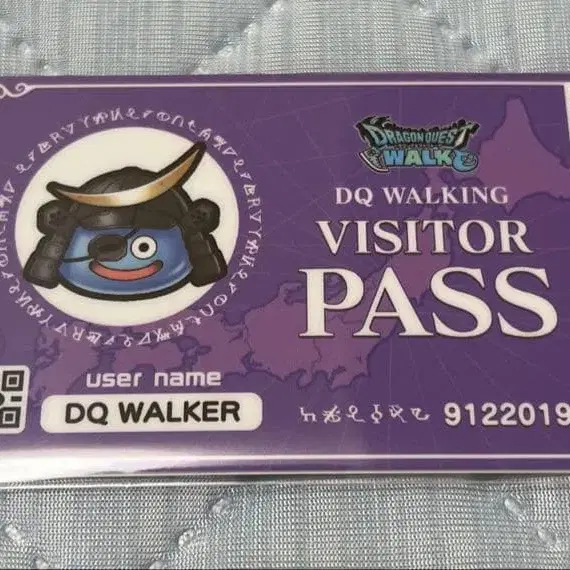 DRAGON QUEST
WALK
DQ WALKING
VISITOR
PASS
user name
DQ WALKER
9122019